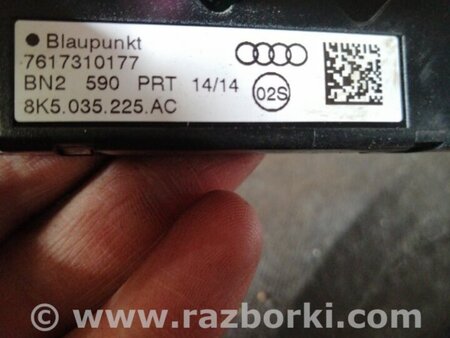 Blaupunkt
7617310177
BN2 590 PRT 14/14 02S
8K5.035.225.AC
© www.razborki.com